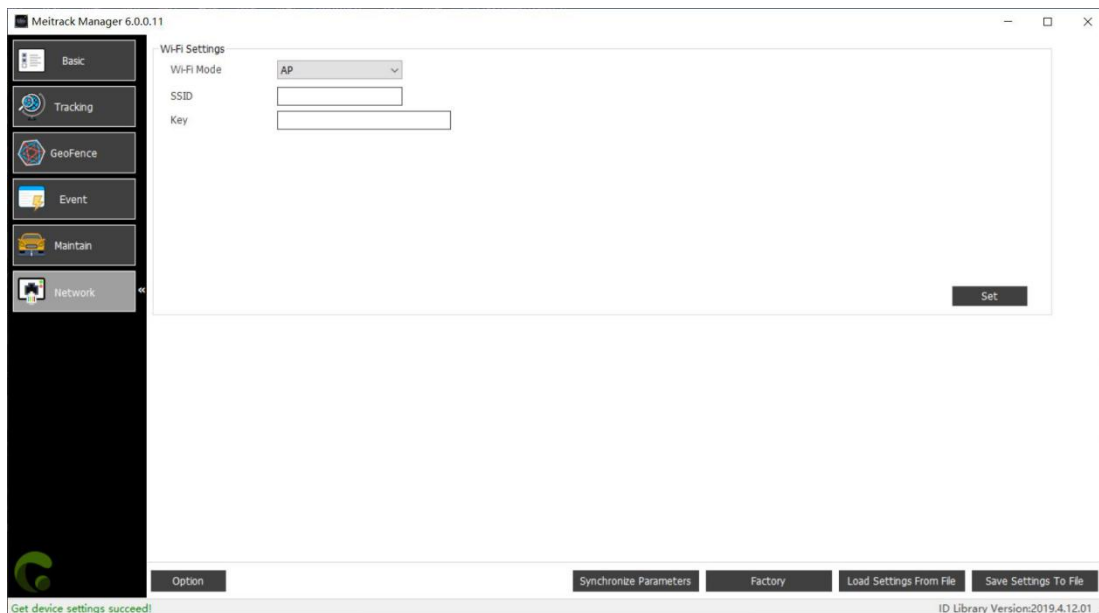 Meitrack Manager 6.0.0.11
Basic
Tracking
GeoFence
Event
Maintain
Network
«
Wi-Fi Settings
Wi-Fi Mode AP
SSID
Key
Set
Option Synchronize Parameters Factory Load Settings From File Save Settings To File
Get device settings succeed! ID Library Version:2019.4.12.01